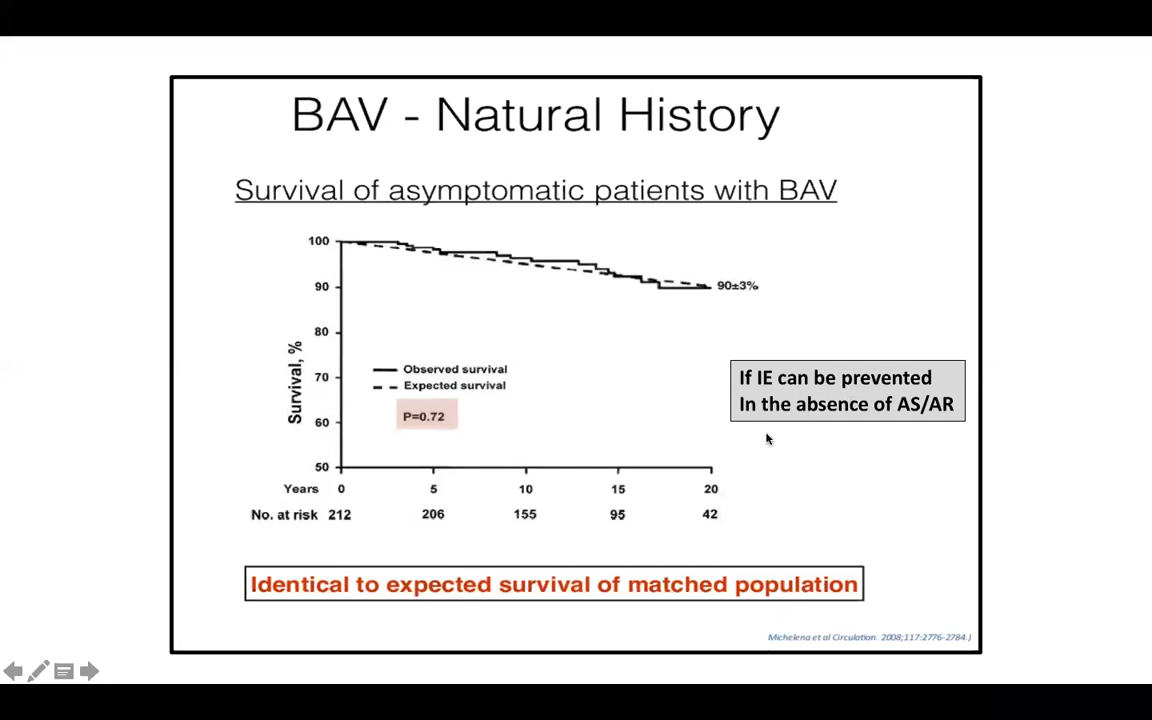 BAV - Natural History
Survival of asymptomatic patients with BAV
100
90
80
70
60
50
Survival, %
90±3%
Observed survival
Expected survival
P=0.72
If IE can be prevented
In the absence of AS/AR
Years 0 5 10 15 20
No. at risk 212 206 155 95 42
Identical to expected survival of matched population
Michelena et al Circulation. 2008;117:2776-2784.)